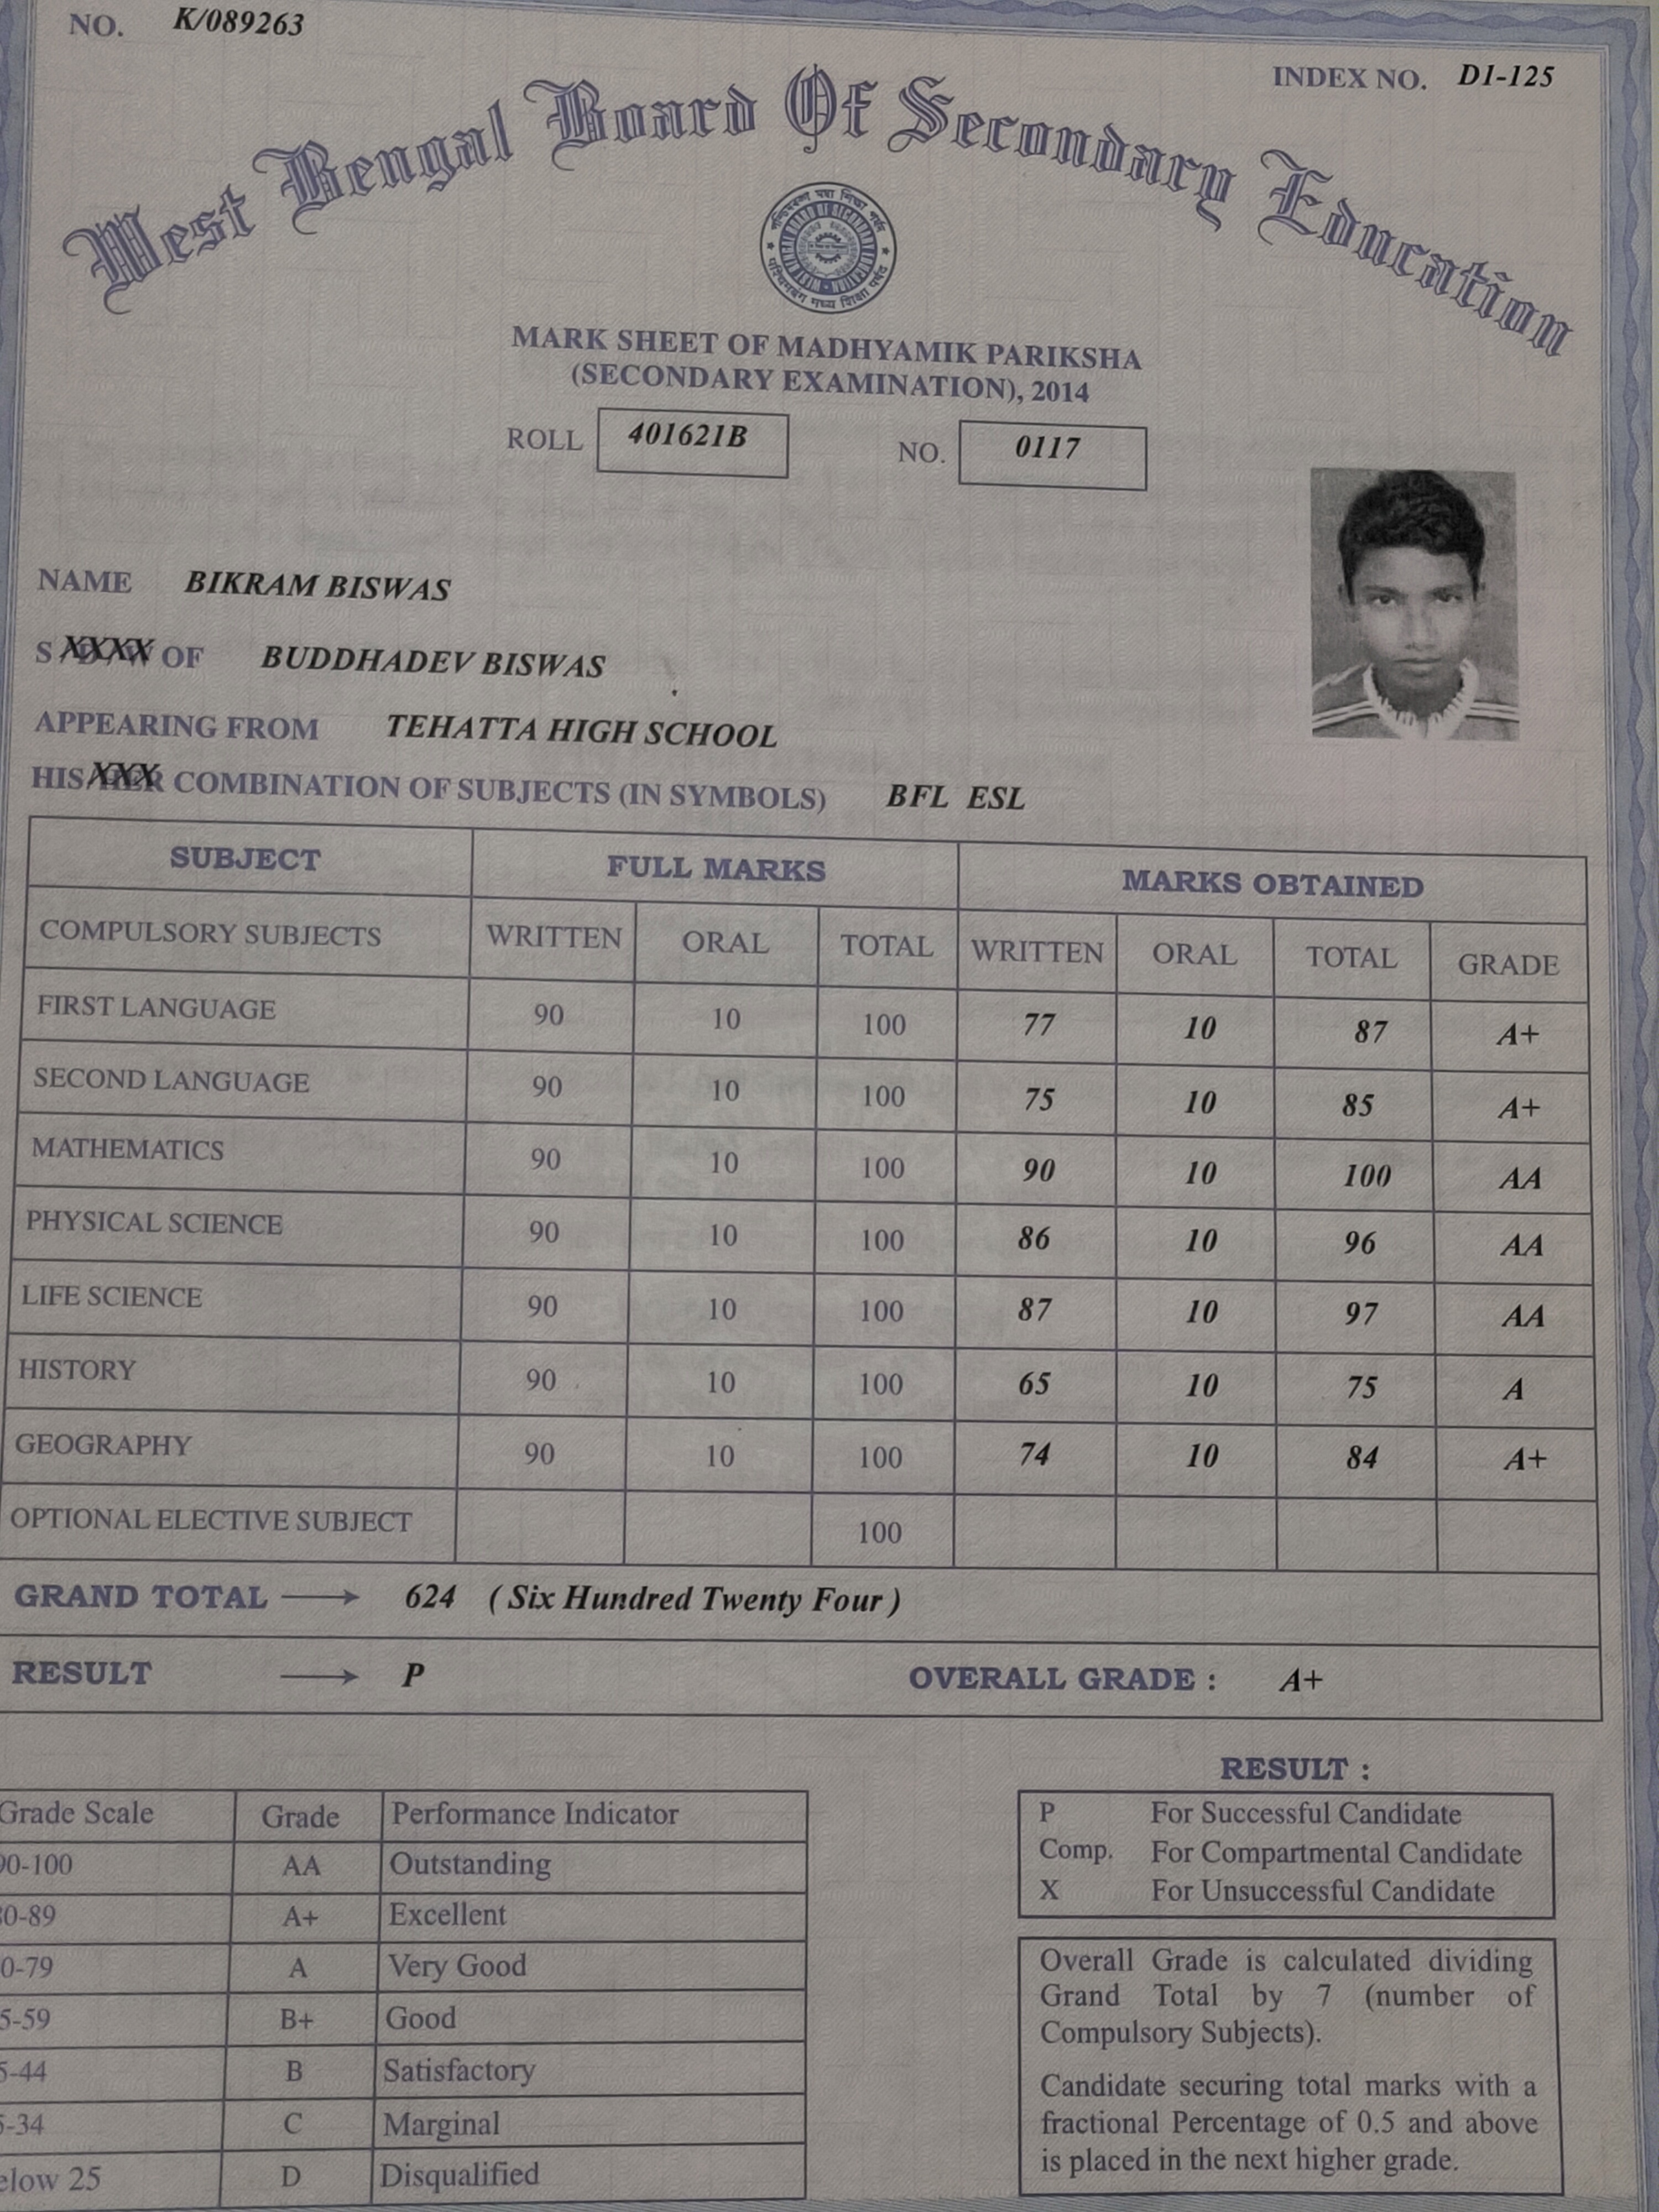 NO. K/089263
INDEX NO. D1-125
West Bengal Board Of Secondary Education
MARK SHEET OF MADHYAMIK PARIKSHA
(SECONDARY EXAMINATION), 2014
ROLL 401621B NO. 0117
NAME BIKRAM BISWAS
S XXXX OF BUDDHADEV BISWAS
APPEARING FROM TEHATTA HIGH SCHOOL
HIS/XXX COMBINATION OF SUBJECTS (IN SYMBOLS) BFL ESL
SUBJECT FULL MARKS MARKS OBTAINED
COMPULSORY SUBJECTS WRITTEN ORAL TOTAL WRITTEN ORAL TOTAL GRADE
FIRST LANGUAGE 90 10 100 77 10 87 A+
SECOND LANGUAGE 90 10 100 75 10 85 A+
MATHEMATICS 90 10 100 90 10 100 AA
PHYSICAL SCIENCE 90 10 100 86 10 96 AA
LIFE SCIENCE 90 10 100 87 10 97 AA
HISTORY 90 10 100 65 10 75 A
GEOGRAPHY 90 10 100 74 10 84 A+
OPTIONAL ELECTIVE SUBJECT 100
GRAND TOTAL → 624 ( Six Hundred Twenty Four )
RESULT → P OVERALL GRADE : A+
Grade Scale Grade Performance Indicator
90-100 AA Outstanding
80-89 A+ Excellent
0-79 A Very Good
5-59 B+ Good
5-44 B Satisfactory
5-34 C Marginal
elow 25 D Disqualified
RESULT :
P For Successful Candidate
Comp. For Compartmental Candidate
X For Unsuccessful Candidate
Overall Grade is calculated dividing
Grand Total by 7 (number of
Compulsory Subjects).
Candidate securing total marks with a
fractional Percentage of 0.5 and above
is placed in the next higher grade.